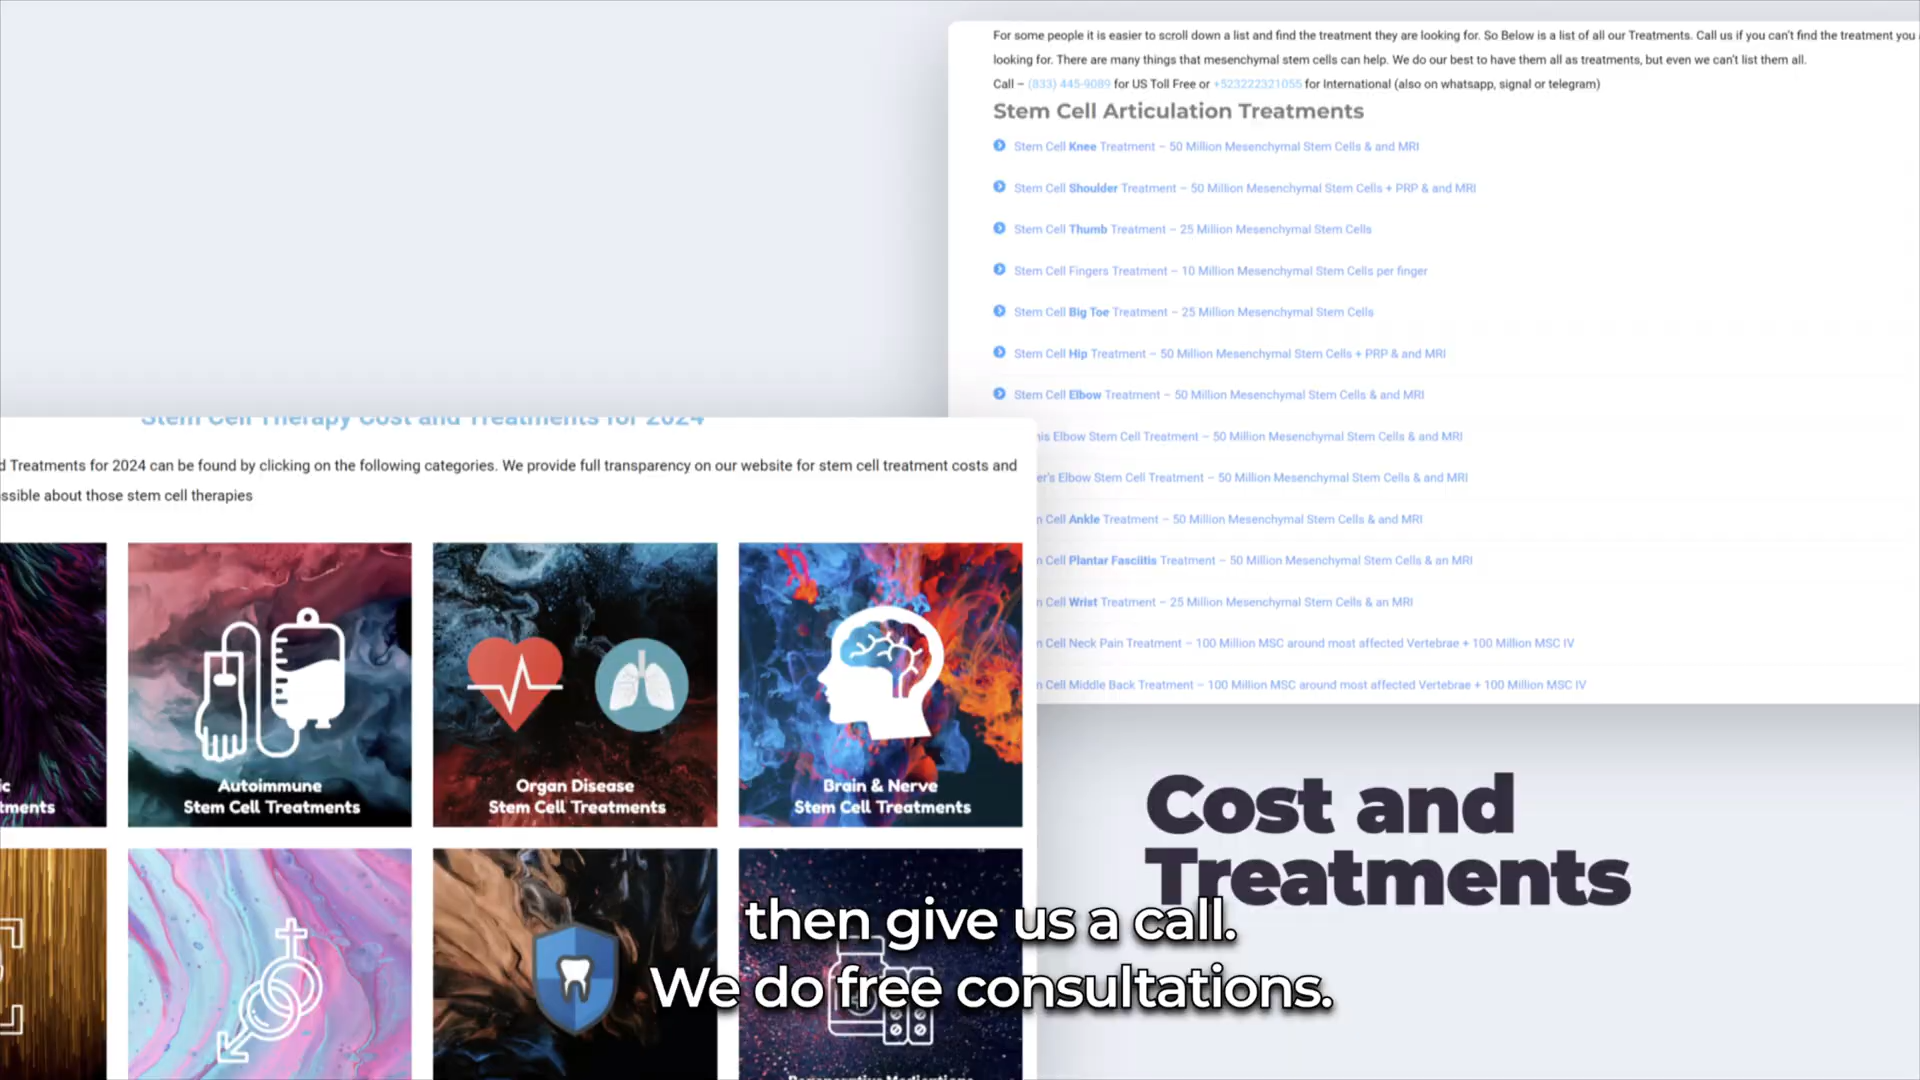 For some people it is easier to scroll down a list and find the treatment they are looking for. So Below is a list of all our Treatments. Call us if you can't find the treatment you
looking for. There are many things that mesenchymal stem cells can help. We do our best to have them all as treatments, but even we can't list them all.
Call – (833) 445-9089 for US Toll Free or +523222321055 for International (also on whatsapp, signal or telegram)
Stem Cell Articulation Treatments
Stem Cell Knee Treatment – 50 Million Mesenchymal Stem Cells & and MRI
Stem Cell Shoulder Treatment – 50 Million Mesenchymal Stem Cells + PRP & and MRI
Stem Cell Thumb Treatment – 25 Million Mesenchymal Stem Cells
Stem Cell Fingers Treatment – 10 Million Mesenchymal Stem Cells per finger
Stem Cell Big Toe Treatment – 25 Million Mesenchymal Stem Cells
Stem Cell Hip Treatment – 50 Million Mesenchymal Stem Cells + PRP & and MRI
Stem Cell Elbow Treatment – 50 Million Mesenchymal Stem Cells & and MRI
nis Elbow Stem Cell Treatment – 50 Million Mesenchymal Stem Cells & and MRI
er's Elbow Stem Cell Treatment – 50 Million Mesenchymal Stem Cells & and MRI
Cell Ankle Treatment – 50 Million Mesenchymal Stem Cells & and MRI
Cell Plantar Fasciitis Treatment – 50 Million Mesenchymal Stem Cells & an MRI
Cell Wrist Treatment – 25 Million Mesenchymal Stem Cells & an MRI
Cell Neck Pain Treatment – 100 Million MSC around most affected Vertebrae + 100 Million MSC IV
Cell Middle Back Treatment – 100 Million MSC around most affected Vertebrae + 100 Million MSC IV
Stem Cell Therapy Cost and Treatments for 2024
d Treatments for 2024 can be found by clicking on the following categories. We provide full transparency on our website for stem cell treatment costs and
ssible about those stem cell therapies
ic
tments
Autoimmune
Stem Cell Treatments
Organ Disease
Stem Cell Treatments
Brain & Nerve
Stem Cell Treatments
Cost and
Treatments
then give us a call.
We do free consultations.